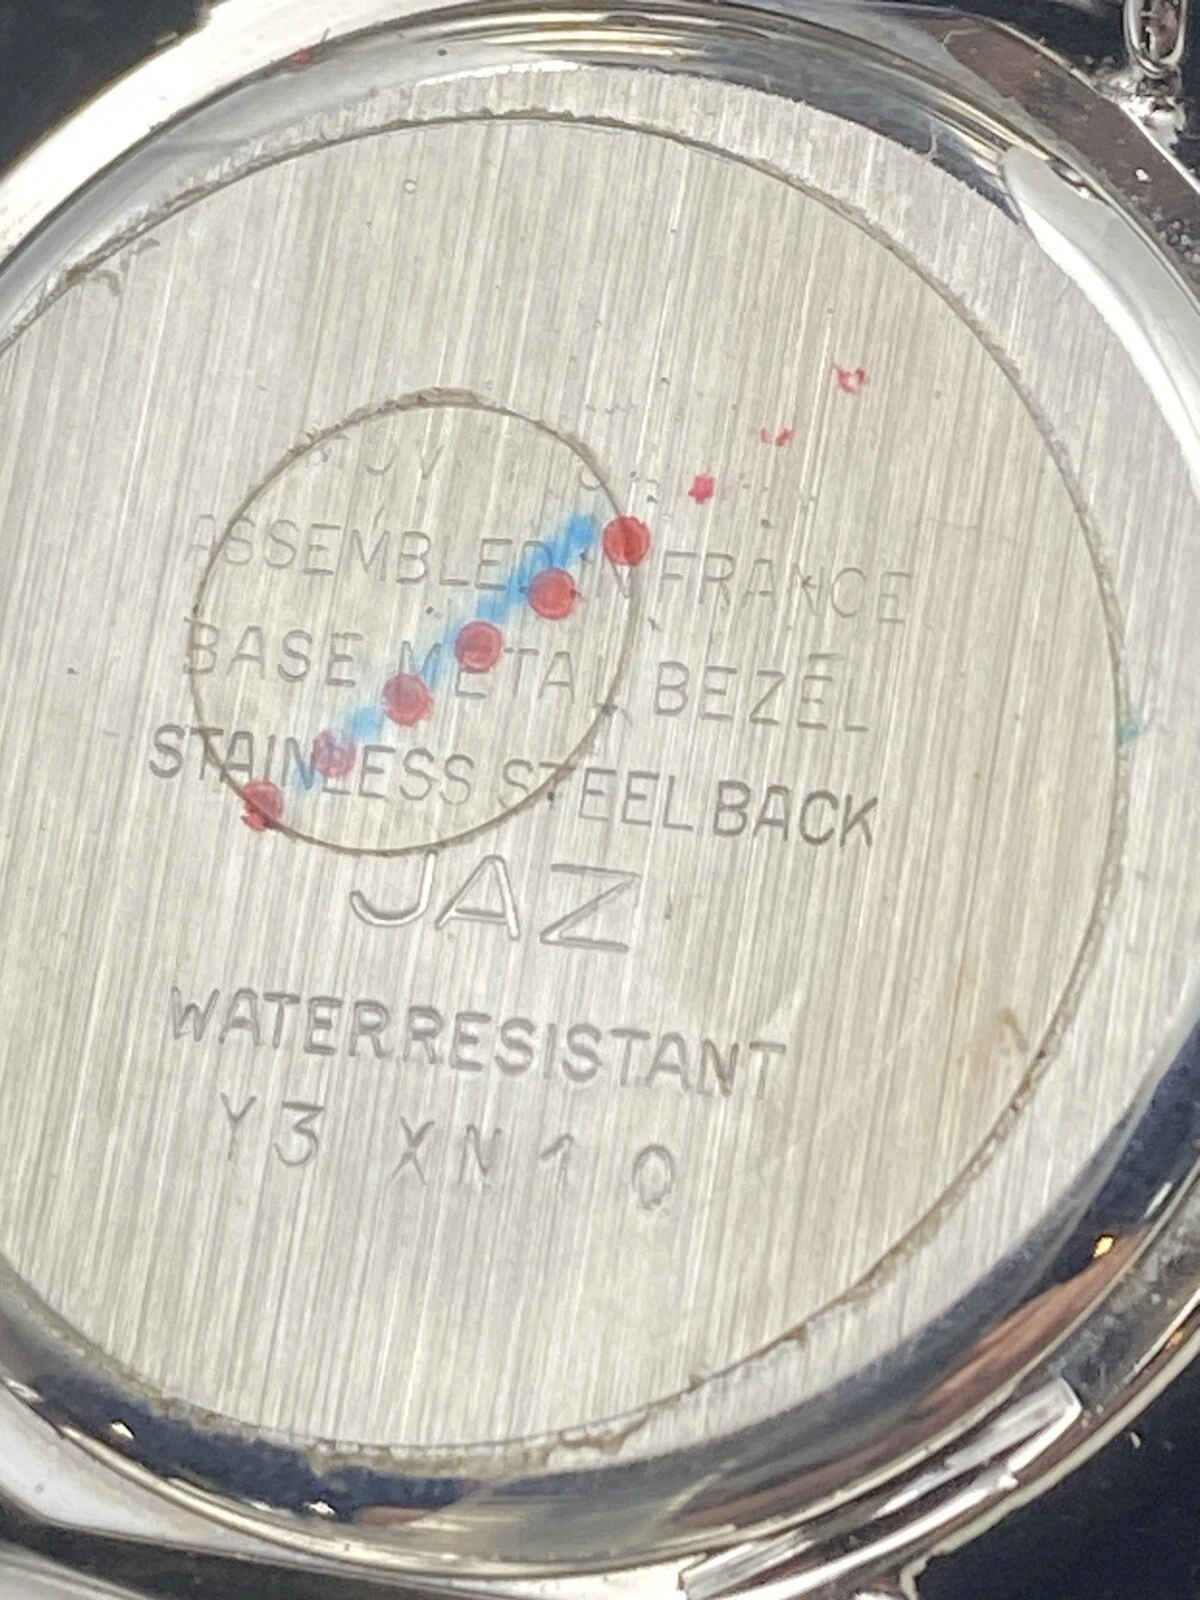 ASSEMBLED IN FRANCE
BASE METAL BEZEL
STAINLESS STEEL BACK
JAZ
WATERRESISTANT
Y3 XN10